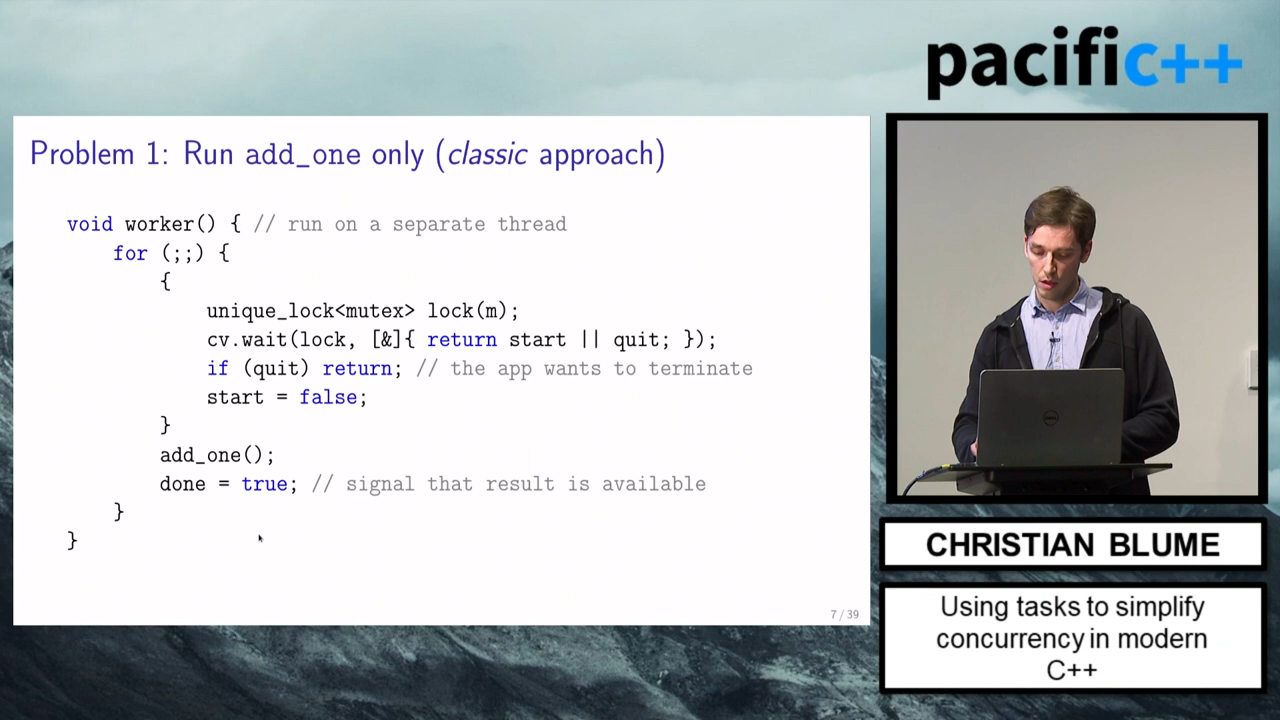 pacific++
Problem 1: Run add_one only (classic approach)
void worker() { // run on a separate thread
for (;;) {
{
unique_lock<mutex> lock(m);
cv.wait(lock, [&]{ return start || quit; });
if (quit) return; // the app wants to terminate
start = false;
}
add_one();
done = true; // signal that result is available
}
}
7 / 39
DELL
CHRISTIAN BLUME
Using tasks to simplify
concurrency in modern
C++